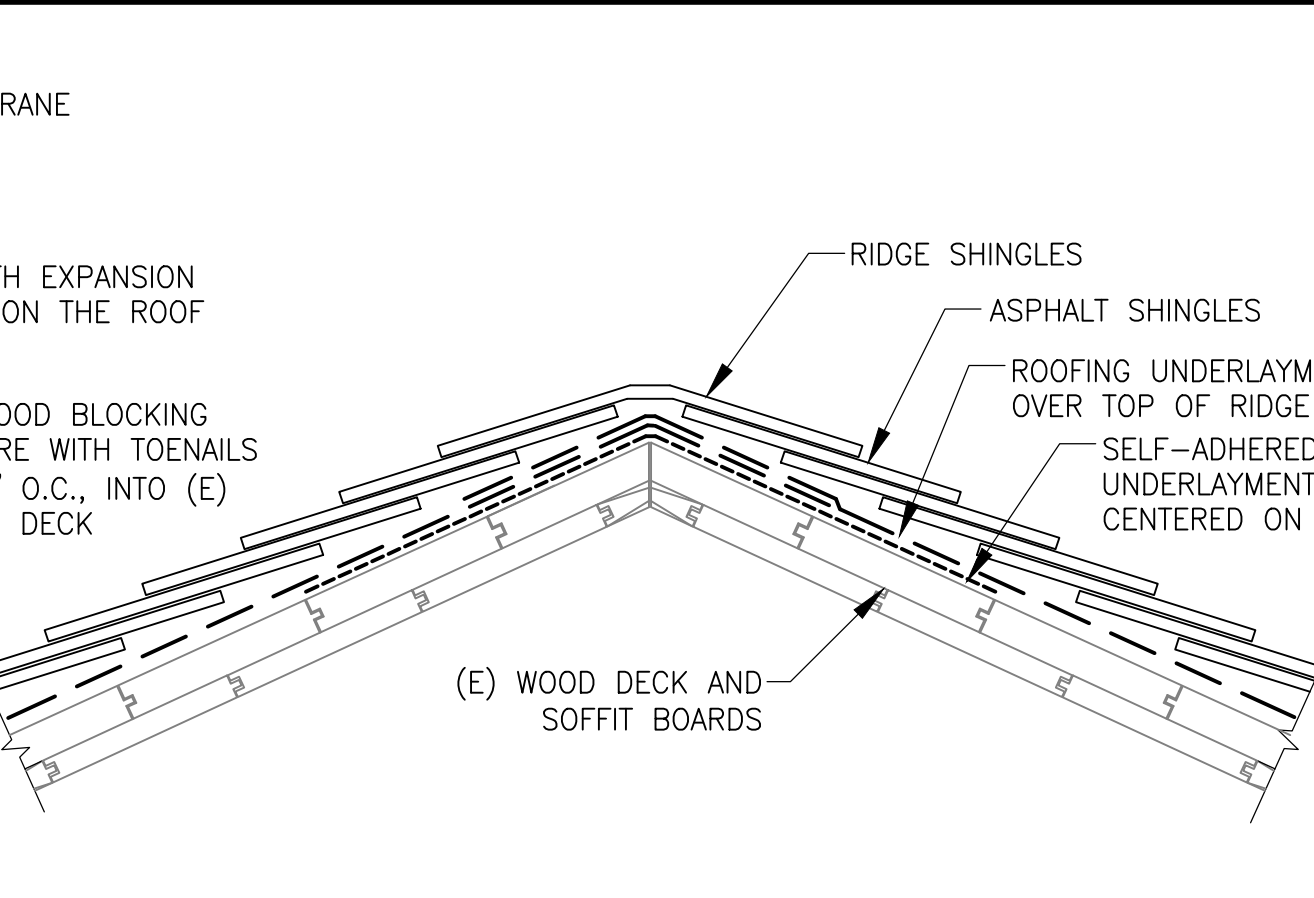 RANE
TH EXPANSION
ON THE ROOF
OOD BLOCKING
RE WITH TOENAILS
" O.C., INTO (E)
DECK
RIDGE SHINGLES
ASPHALT SHINGLES
ROOFING UNDERLAYM
OVER TOP OF RIDGE
SELF-ADHERED
UNDERLAYMENT
CENTERED ON
(E) WOOD DECK AND
SOFFIT BOARDS